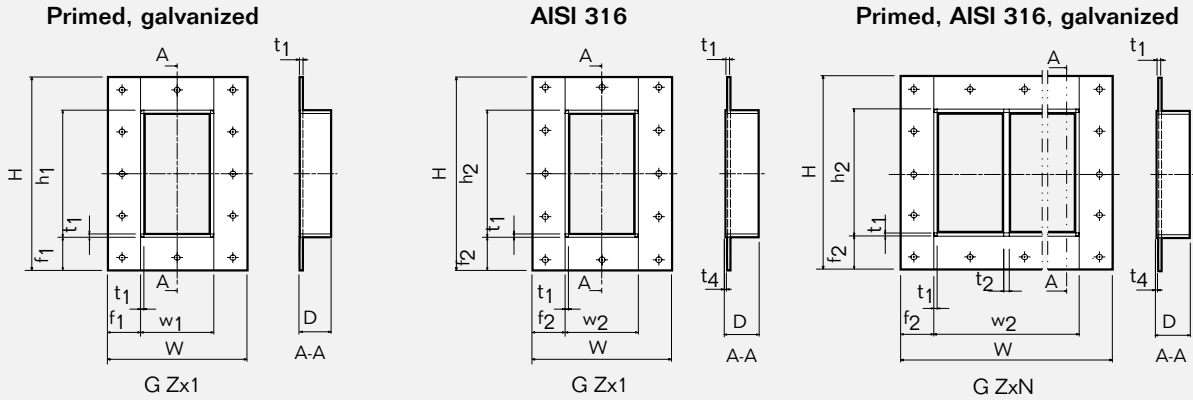 Primed, galvanized
AISI 316
Primed, AISI 316, galvanized
A
t1
H
h1
t1
f1
t1
A
f1
w1
D
W
A-A
G Zx1
A
t1
H
h2
t1
f2
t4
t1
A
f2
w2
D
W
A-A
G Zx1
A
t1
H
h2
t1
f2
t2
t4
t1
A
f2
w2
D
W
A-A
G ZxN